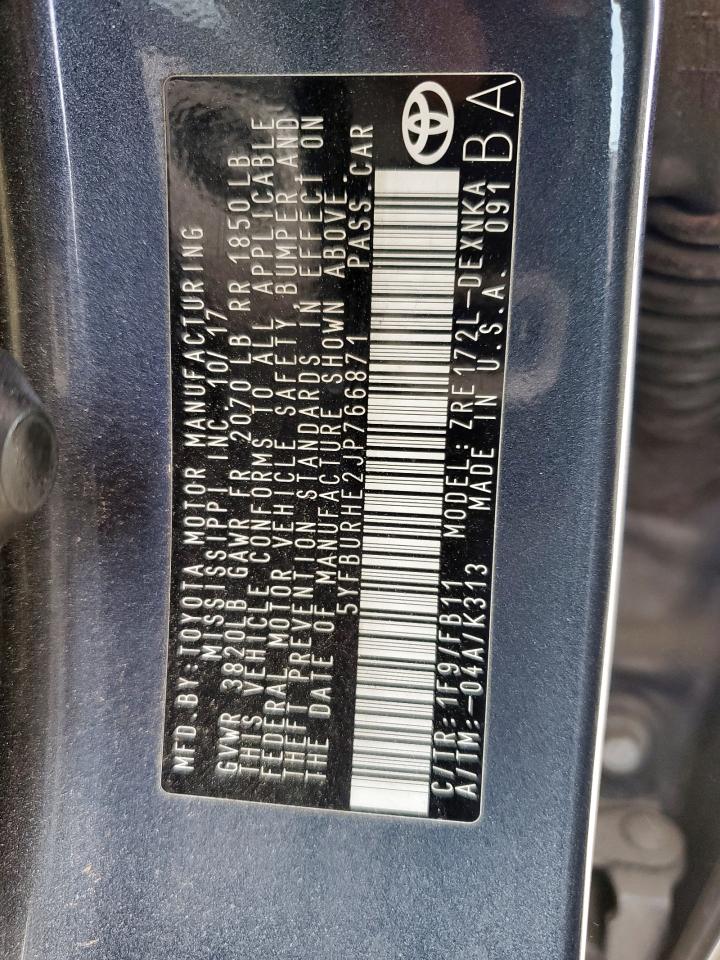 MFD.BY:TOYOTA MOTOR MANUFACTURING
MISSISSIPPI INC. 10/17
GVWR 3820LB GAWR FR 2070 LB RR 1850LB
THIS VEHICLE CONFORMS TO ALL APPLICABLE
FEDERAL MOTOR VEHICLE SAFETY BUMPER AND
THEFT PREVENTION STANDARDS IN EFFECT ON
THE DATE OF MANUFACTURE SHOWN ABOVE.
5YFBURHE2JP766871 PASS.CAR
C/TR: 1F9/FB11 MODEL: ZRE172L-DEXNKA
A/TM:-04A/K313 MADE IN U.S.A. 091 BA